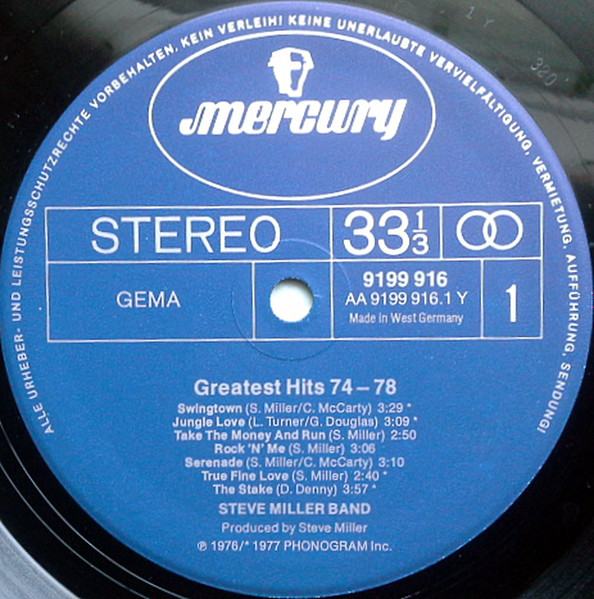 ALLE URHEBER- UND LEISTUNGSSCHUTZRECHTE VORBEHALTEN, KEIN VERLEIH! KEINE UNERLAUBTE VERVIELFÄLTIGUNG, VERMIETUNG, AUFFÜHRUNG, SENDUNG!
mercury
STEREO 33 1/3
GEMA
9199 916
AA 9199 916.1 Y
Made in West Germany
1
Greatest Hits 74 – 78
Swingtown (S. Miller/C. McCarty) 3:29 *
Jungle Love (L. Turner/G. Douglas) 3:09 *
Take The Money And Run (S. Miller) 2:50
Rock 'N' Me (S. Miller) 3:06
Serenade (S. Miller/C. McCarty) 3:10
True Fine Love (S. Miller) 2:40 *
The Stake (D. Denny) 3:57 *
STEVE MILLER BAND
Produced by Steve Miller
℗ 1976/* 1977 PHONOGRAM Inc.
320
1 Y